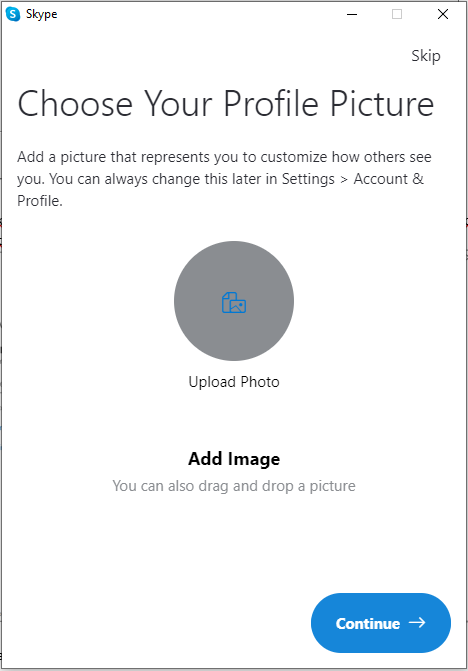 Skype
Skip
Choose Your Profile Picture
Add a picture that represents you to customize how others see
you. You can always change this later in Settings > Account &
Profile.
Upload Photo
Add Image
You can also drag and drop a picture
Continue →